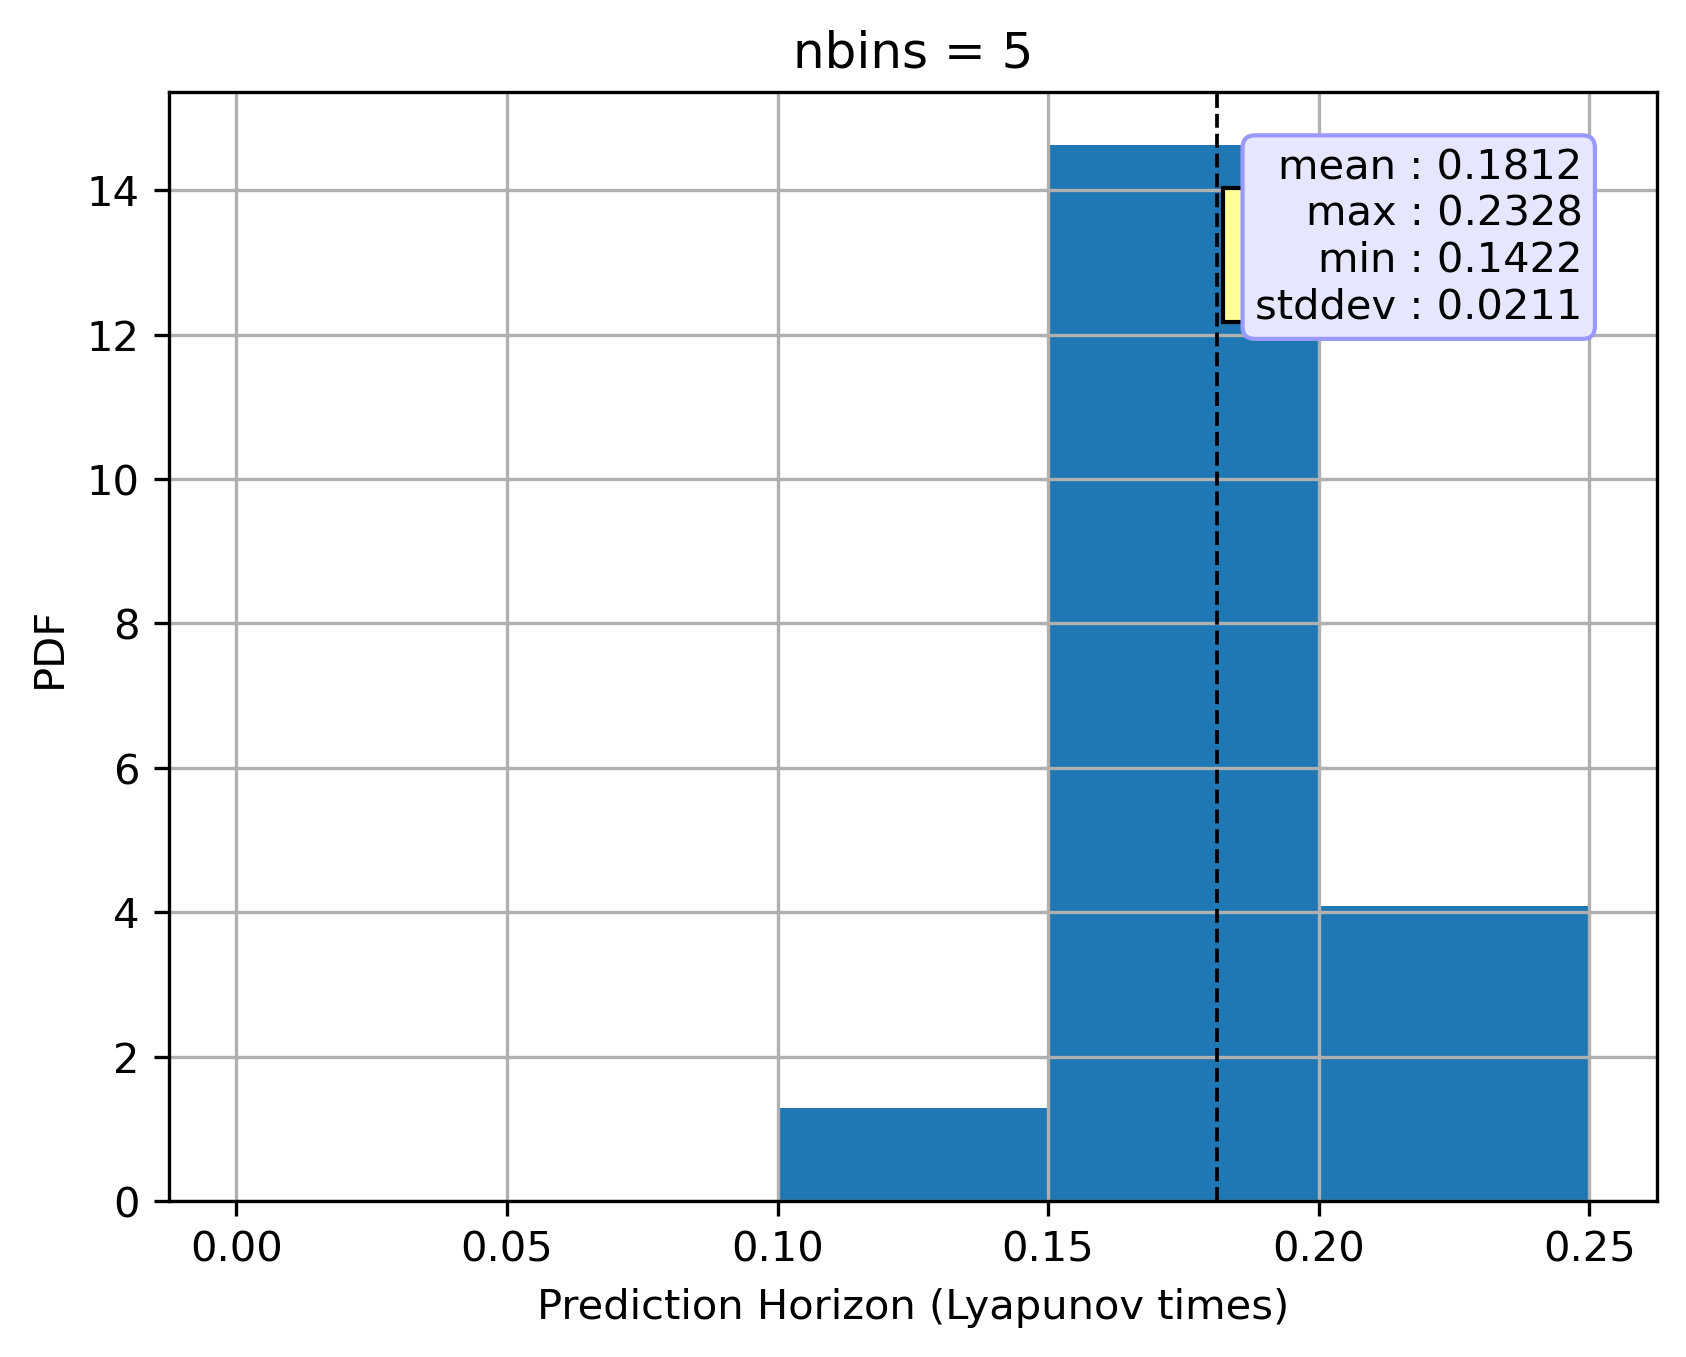 nbins = 5
mean : 0.1812
max : 0.2328
min : 0.1422
stddev : 0.0211
14
12
10
8
6
4
2
0
PDF
0.00 0.05 0.10 0.15 0.20 0.25
Prediction Horizon (Lyapunov times)